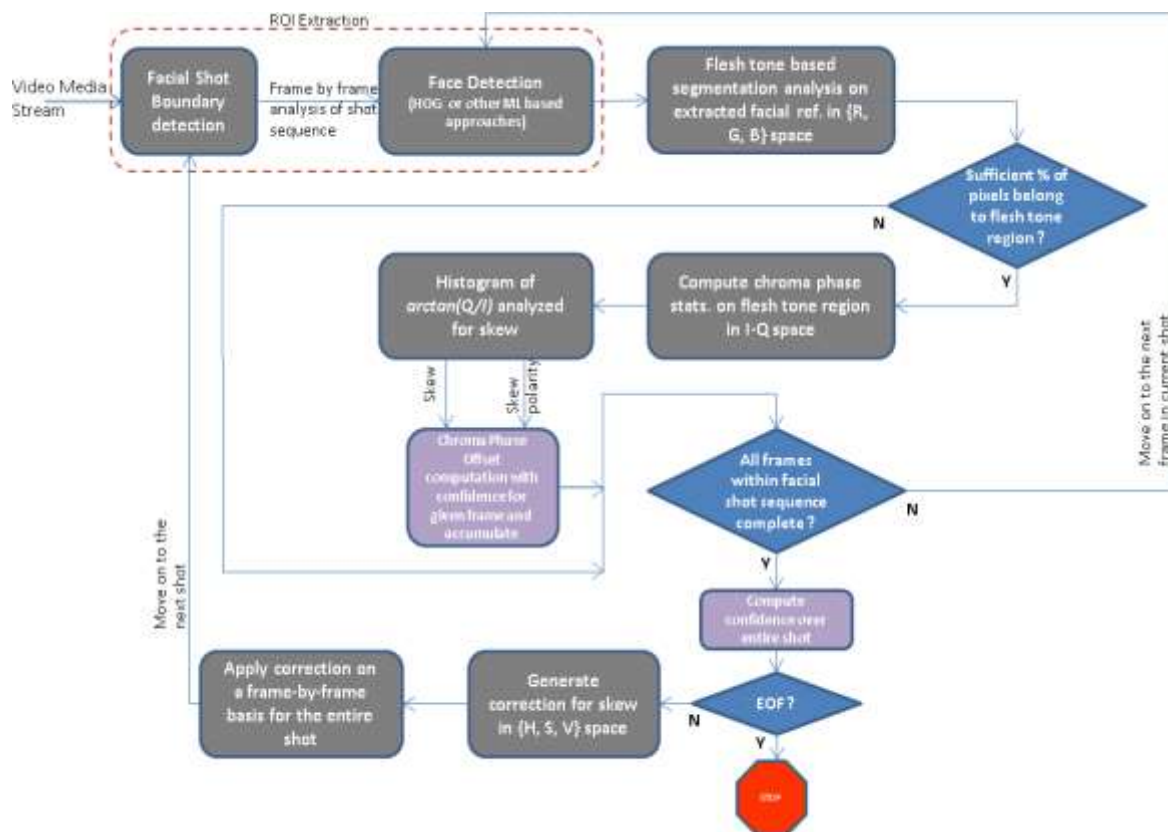 ROI Extraction
Video Media
Stream
Facial Shot
Boundary
detection
Frame by frame
analysis of shot
sequence
Face Detection
(HOG or other ML based
approaches)
Flesh tone based
segmentation analysis on
extracted facial ref. in {R,
G, B} space
Sufficient % of
pixels belong
to flesh tone
region ?
N
Y
Histogram of
arctan(Q/I) analyzed
for skew
Compute chroma phase
stats. on flesh tone region
in I-Q space
Skew
Skew
polarity
Chroma Phase
Offset
computation with
confidence for
given frame and
accumulate
All frames
within facial
shot sequence
complete ?
N
Y
Move on to the next
frame in current shot
Compute
confidence over
entire shot
Move on to the
next shot
Apply correction on
a frame-by-frame
basis for the entire
shot
Generate
correction for skew
in {H, S, V} space
EOF ?
N
Y
STOP